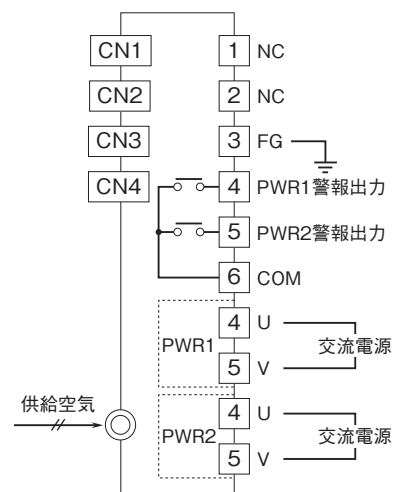 CN1 1 NC
CN2 2 NC
CN3 3 FG
CN4 4 PWR1警報出力
5 PWR2警報出力
6 COM
PWR1
4 U
交流電源
5 V
供給空気
PWR2
4 U
交流電源
5 V